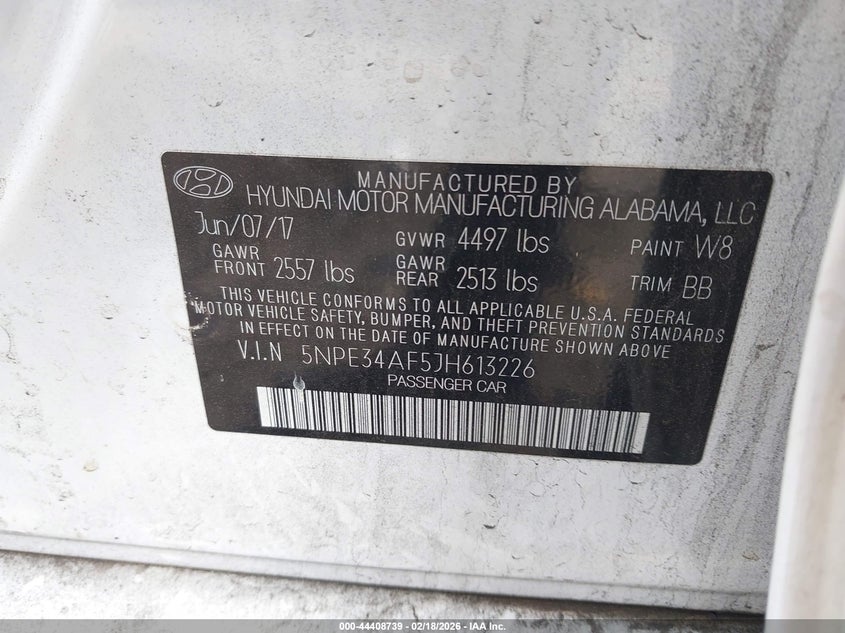 MANUFACTURED BY
HYUNDAI MOTOR MANUFACTURING ALABAMA, LLC
Jun/07/17 GVWR 4497 lbs PAINT W8
GAWR FRONT 2557 lbs GAWR REAR 2513 lbs TRIM BB
THIS VEHICLE CONFORMS TO ALL APPLICABLE U.S.A. FEDERAL
MOTOR VEHICLE SAFETY, BUMPER, AND THEFT PREVENTION STANDARDS
IN EFFECT ON THE DATE OF MANUFACTURE SHOWN ABOVE
V.I.N 5NPE34AF5JH613226
PASSENGER CAR
000-44408739 - 02/18/2026 - IAA Inc.